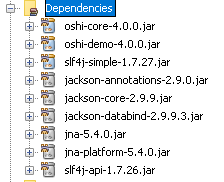 Dependencies
oshi-core-4.0.0.jar
oshi-demo-4.0.0.jar
slf4j-simple-1.7.27.jar
jackson-annotations-2.9.0.jar
jackson-core-2.9.9.jar
jackson-databind-2.9.9.3.jar
jna-5.4.0.jar
jna-platform-5.4.0.jar
slf4j-api-1.7.26.jar